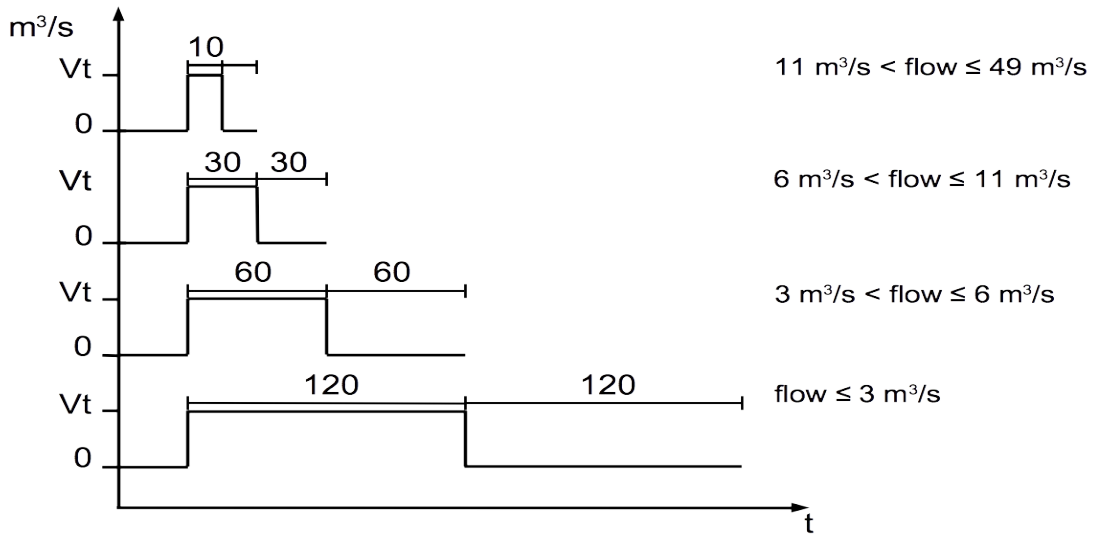 m³/s
10
Vt
11 m³/s < flow ≤ 49 m³/s
0
30 30
Vt
6 m³/s < flow ≤ 11 m³/s
0
60 60
Vt
3 m³/s < flow ≤ 6 m³/s
0
120 120
Vt
flow ≤ 3 m³/s
0
t